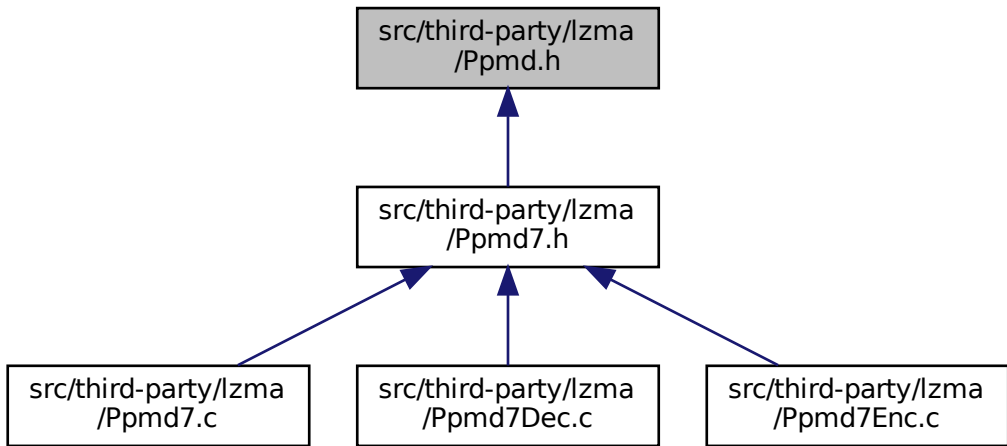 src/third-party/lzma
/Ppmd.h
src/third-party/lzma
/Ppmd7.h
src/third-party/lzma
/Ppmd7.c
src/third-party/lzma
/Ppmd7Dec.c
src/third-party/lzma
/Ppmd7Enc.c